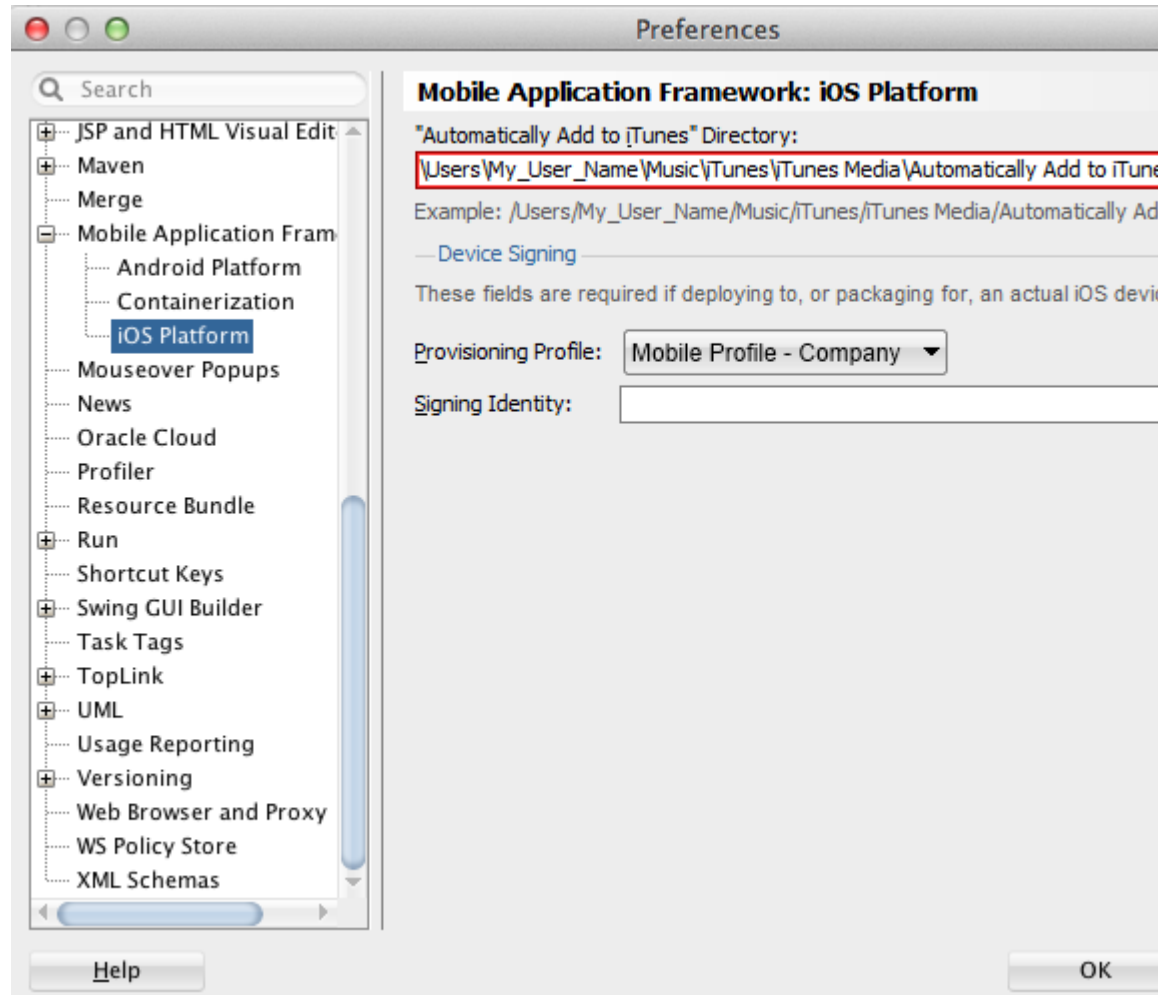 Preferences
Search
JSP and HTML Visual Edit
Maven
Merge
Mobile Application Fram
Android Platform
Containerization
iOS Platform
Mouseover Popups
News
Oracle Cloud
Profiler
Resource Bundle
Run
Shortcut Keys
Swing GUI Builder
Task Tags
TopLink
UML
Usage Reporting
Versioning
Web Browser and Proxy
WS Policy Store
XML Schemas
Mobile Application Framework: iOS Platform
"Automatically Add to iTunes" Directory:
\Users\My_User_Name\Music\iTunes\iTunes Media\Automatically Add to iTune
Example: /Users/My_User_Name/Music/iTunes/iTunes Media/Automatically Ad
Device Signing
These fields are required if deploying to, or packaging for, an actual iOS devi
Provisioning Profile: Mobile Profile - Company
Signing Identity:
Help
OK